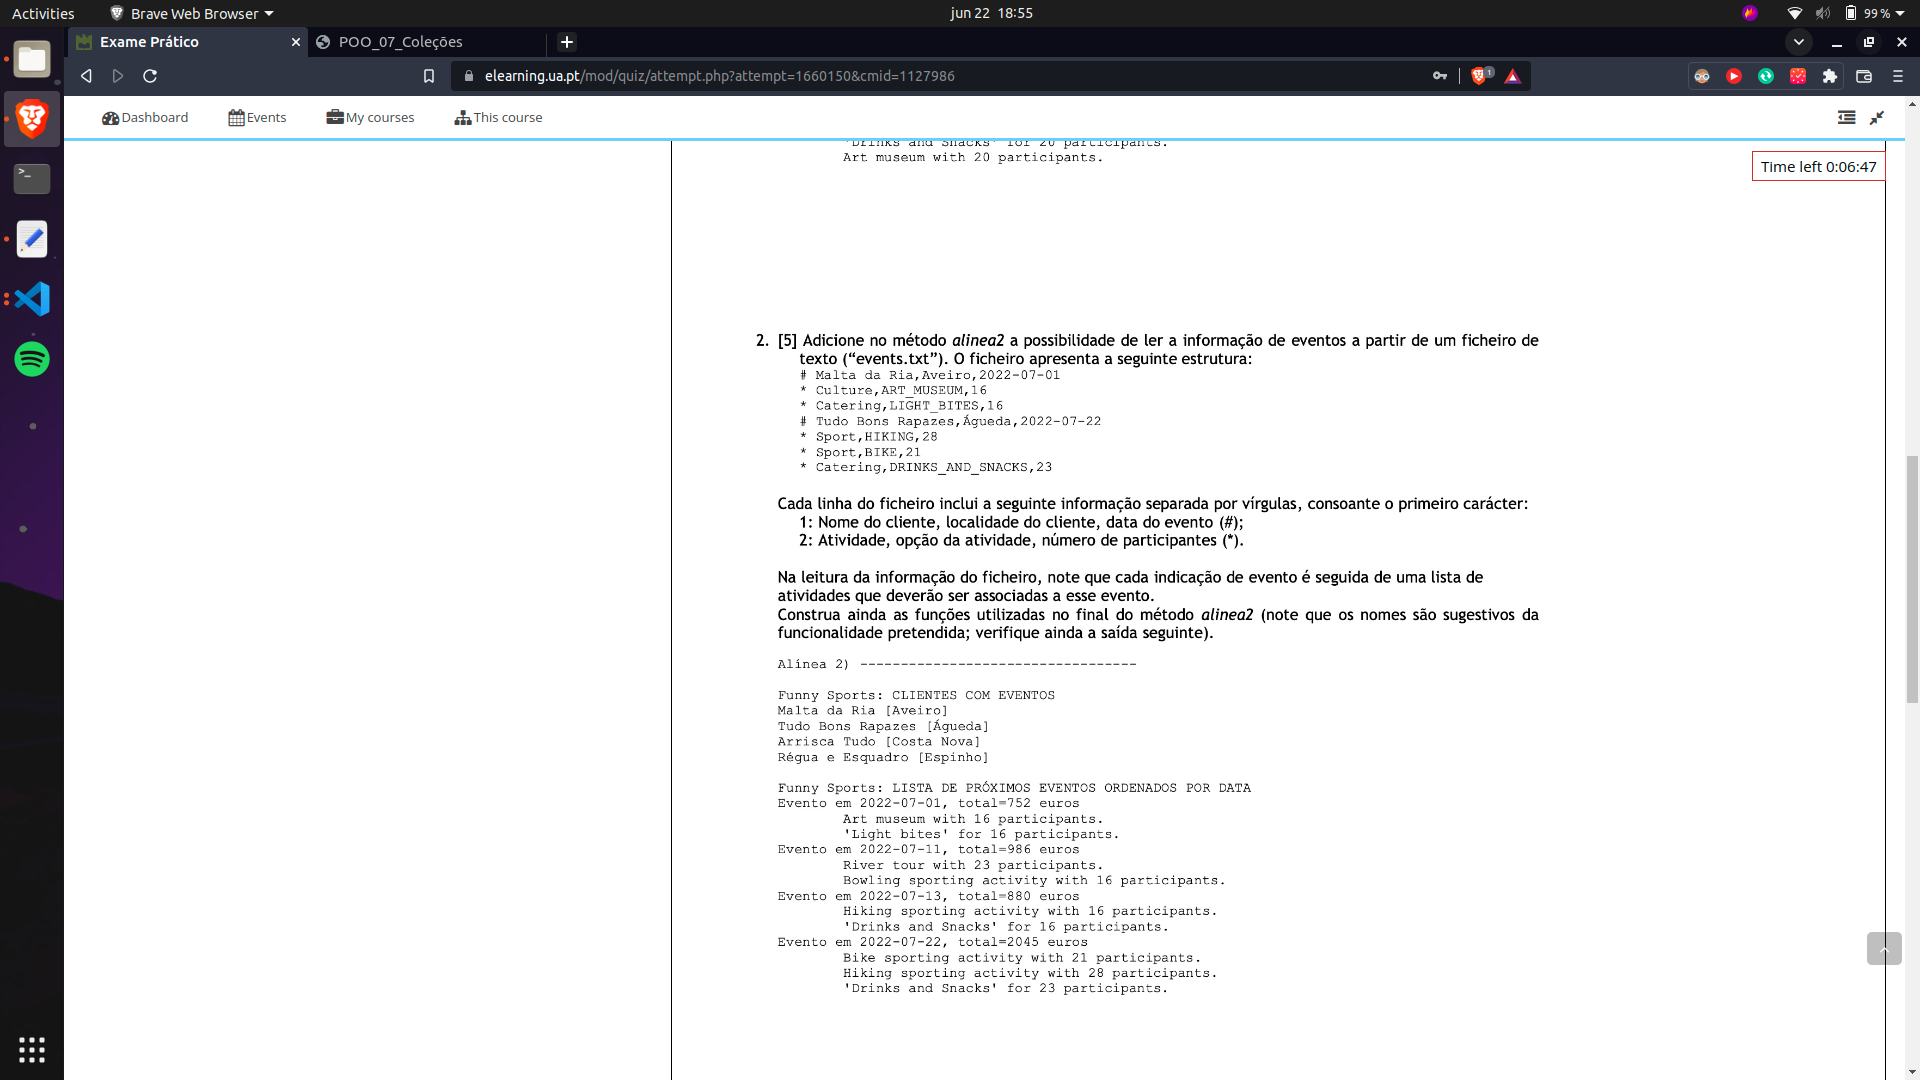 Activities
Brave Web Browser
jun 22 18:55
99 %
Exame Prático
POO_07_Coleções
elearning.ua.pt/mod/quiz/attempt.php?attempt=1660150&cmid=1127986
1
Dashboard
Events
My courses
This course
'Drinks and Snacks' for 20 participants.
Art museum with 20 participants.
Time left 0:06:47
2. [5] Adicione no método alinea2 a possibilidade de ler a informação de eventos a partir de um ficheiro de
texto (“events.txt”). O ficheiro apresenta a seguinte estrutura:
# Malta da Ria,Aveiro,2022-07-01
* Culture,ART_MUSEUM,16
* Catering,LIGHT_BITES,16
# Tudo Bons Rapazes,Águeda,2022-07-22
* Sport,HIKING,28
* Sport,BIKE,21
* Catering,DRINKS_AND_SNACKS,23
Cada linha do ficheiro inclui a seguinte informação separada por vírgulas, consoante o primeiro carácter:
1: Nome do cliente, localidade do cliente, data do evento (#);
2: Atividade, opção da atividade, número de participantes (*).
Na leitura da informação do ficheiro, note que cada indicação de evento é seguida de uma lista de
atividades que deverão ser associadas a esse evento.
Construa ainda as funções utilizadas no final do método alinea2 (note que os nomes são sugestivos da
funcionalidade pretendida; verifique ainda a saída seguinte).
Alínea 2) ----------------------------------
Funny Sports: CLIENTES COM EVENTOS
Malta da Ria [Aveiro]
Tudo Bons Rapazes [Águeda]
Arrisca Tudo [Costa Nova]
Régua e Esquadro [Espinho]
Funny Sports: LISTA DE PRÓXIMOS EVENTOS ORDENADOS POR DATA
Evento em 2022-07-01, total=752 euros
Art museum with 16 participants.
'Light bites' for 16 participants.
Evento em 2022-07-11, total=986 euros
River tour with 23 participants.
Bowling sporting activity with 16 participants.
Evento em 2022-07-13, total=880 euros
Hiking sporting activity with 16 participants.
'Drinks and Snacks' for 16 participants.
Evento em 2022-07-22, total=2045 euros
Bike sporting activity with 21 participants.
Hiking sporting activity with 28 participants.
'Drinks and Snacks' for 23 participants.